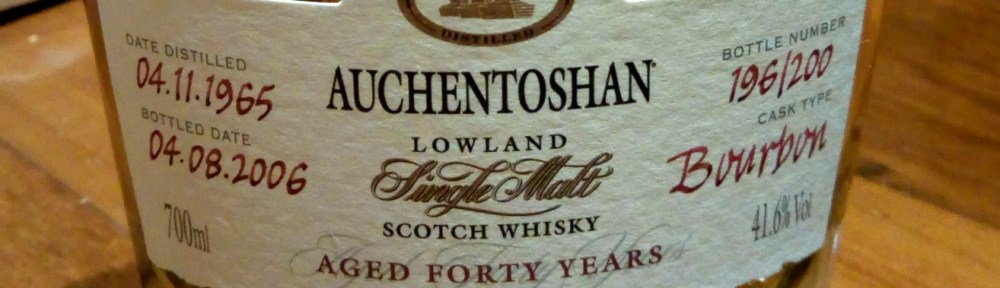 DISTILLED
DATE DISTILLED
04.11.1965
BOTTLED DATE
04.08.2006
700ml
AUCHENTOSHAN
LOWLAND
Single Malt
SCOTCH WHISKY
AGED FORTY YEARS
BOTTLE NUMBER
196/200
CASK TYPE
Bourbon
41.6% Vol